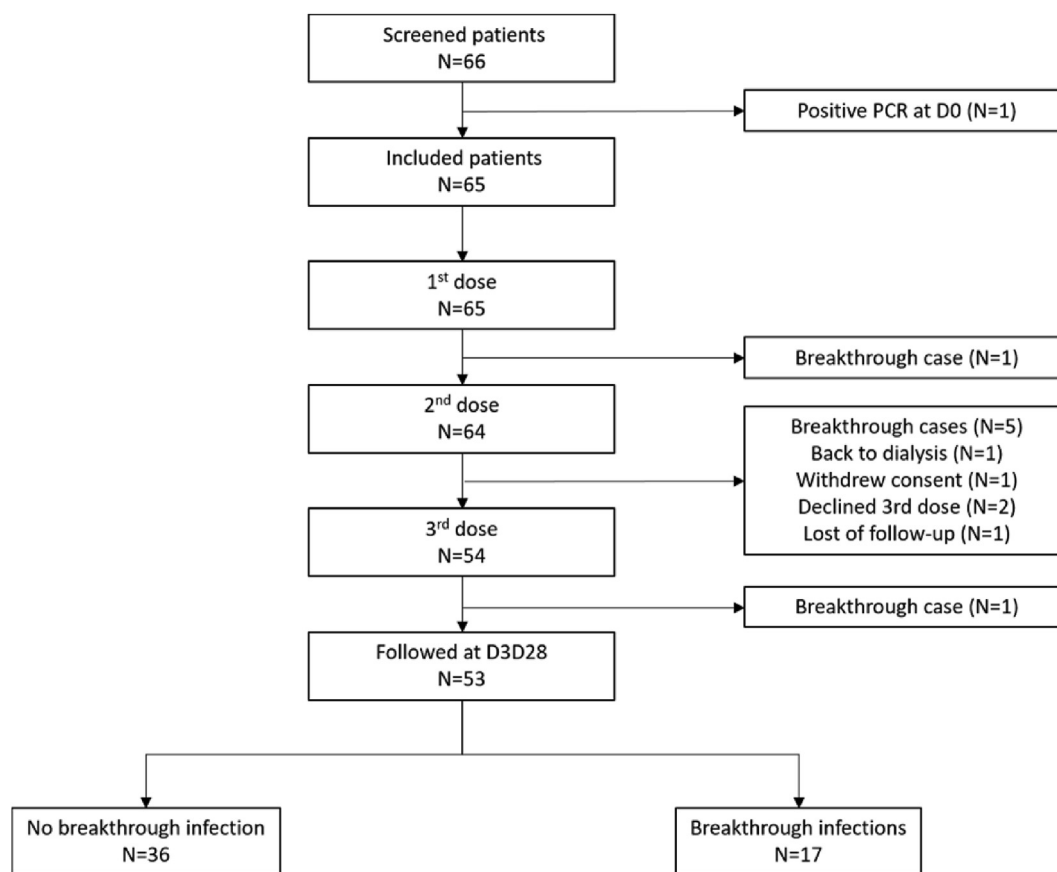 Screened patients
N=66
Positive PCR at D0 (N=1)
Included patients
N=65
1st dose
N=65
Breakthrough case (N=1)
2nd dose
N=64
Breakthrough cases (N=5)
Back to dialysis (N=1)
Withdrew consent (N=1)
Declined 3rd dose (N=2)
Lost of follow-up (N=1)
3rd dose
N=54
Breakthrough case (N=1)
Followed at D3D28
N=53
No breakthrough infection
N=36
Breakthrough infections
N=17